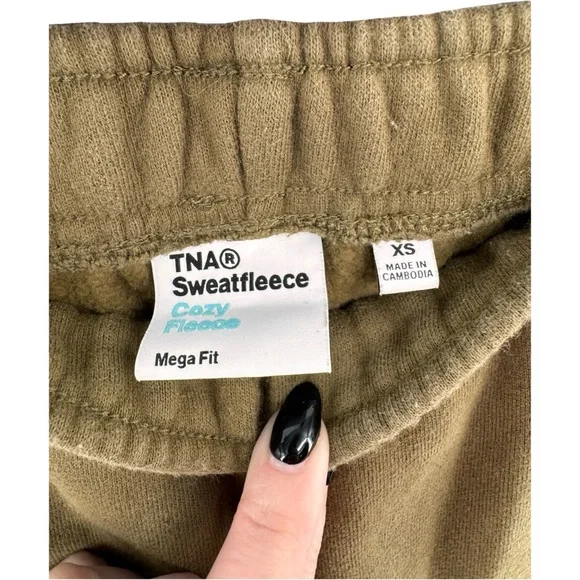 TNA®
Sweatfleece
Cozy
Fleece
Mega Fit
XS
MADE IN
CAMBODIA